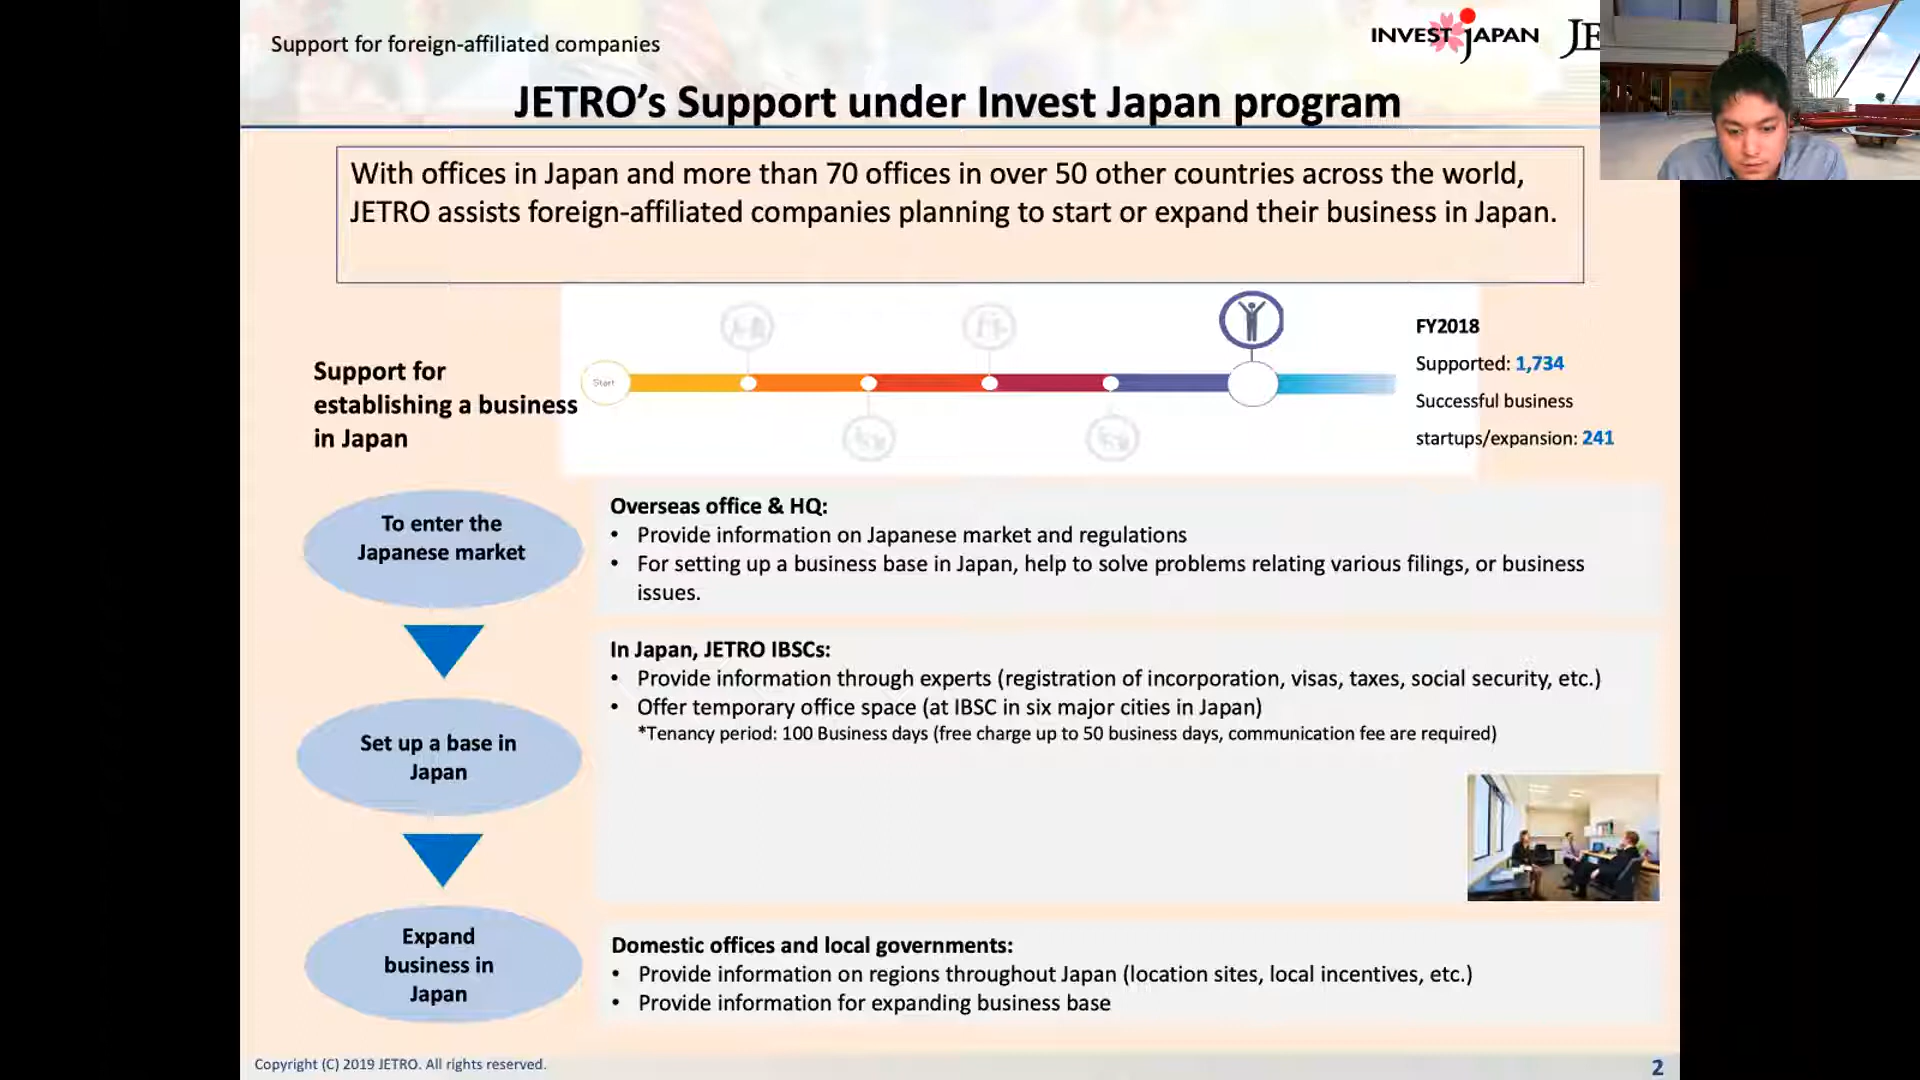 Support for foreign-affiliated companies
INVEST JAPAN
JE
JETRO's Support under Invest Japan program
With offices in Japan and more than 70 offices in over 50 other countries across the world,
JETRO assists foreign-affiliated companies planning to start or expand their business in Japan.
Support for
establishing a business
in Japan
Start
FY2018
Supported: 1,734
Successful business
startups/expansion: 241
To enter the
Japanese market
Overseas office & HQ:
• Provide information on Japanese market and regulations
• For setting up a business base in Japan, help to solve problems relating various filings, or business
issues.
Set up a base in
Japan
In Japan, JETRO IBSCs:
• Provide information through experts (registration of incorporation, visas, taxes, social security, etc.)
• Offer temporary office space (at IBSC in six major cities in Japan)
*Tenancy period: 100 Business days (free charge up to 50 business days, communication fee are required)
Expand
business in
Japan
Domestic offices and local governments:
• Provide information on regions throughout Japan (location sites, local incentives, etc.)
• Provide information for expanding business base
Copyright (C) 2019 JETRO. All rights reserved.
2